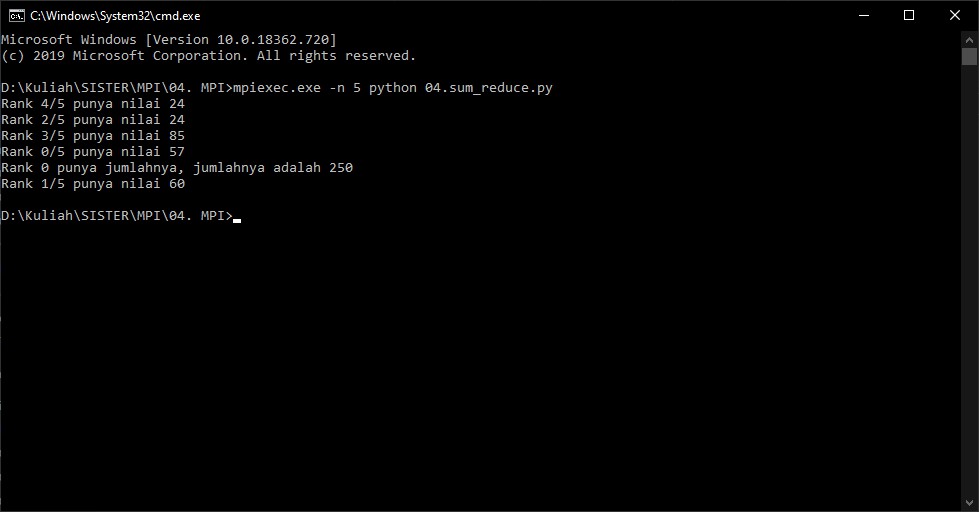 C:\Windows\System32\cmd.exe
Microsoft Windows [Version 10.0.18362.720]
(c) 2019 Microsoft Corporation. All rights reserved.
D:\Kuliah\SISTER\MPI\04. MPI>mpiexec.exe -n 5 python 04.sum_reduce.py
Rank 4/5 punya nilai 24
Rank 2/5 punya nilai 24
Rank 3/5 punya nilai 85
Rank 0/5 punya nilai 57
Rank 0 punya jumlahnya, jumlahnya adalah 250
Rank 1/5 punya nilai 60
D:\Kuliah\SISTER\MPI\04. MPI>